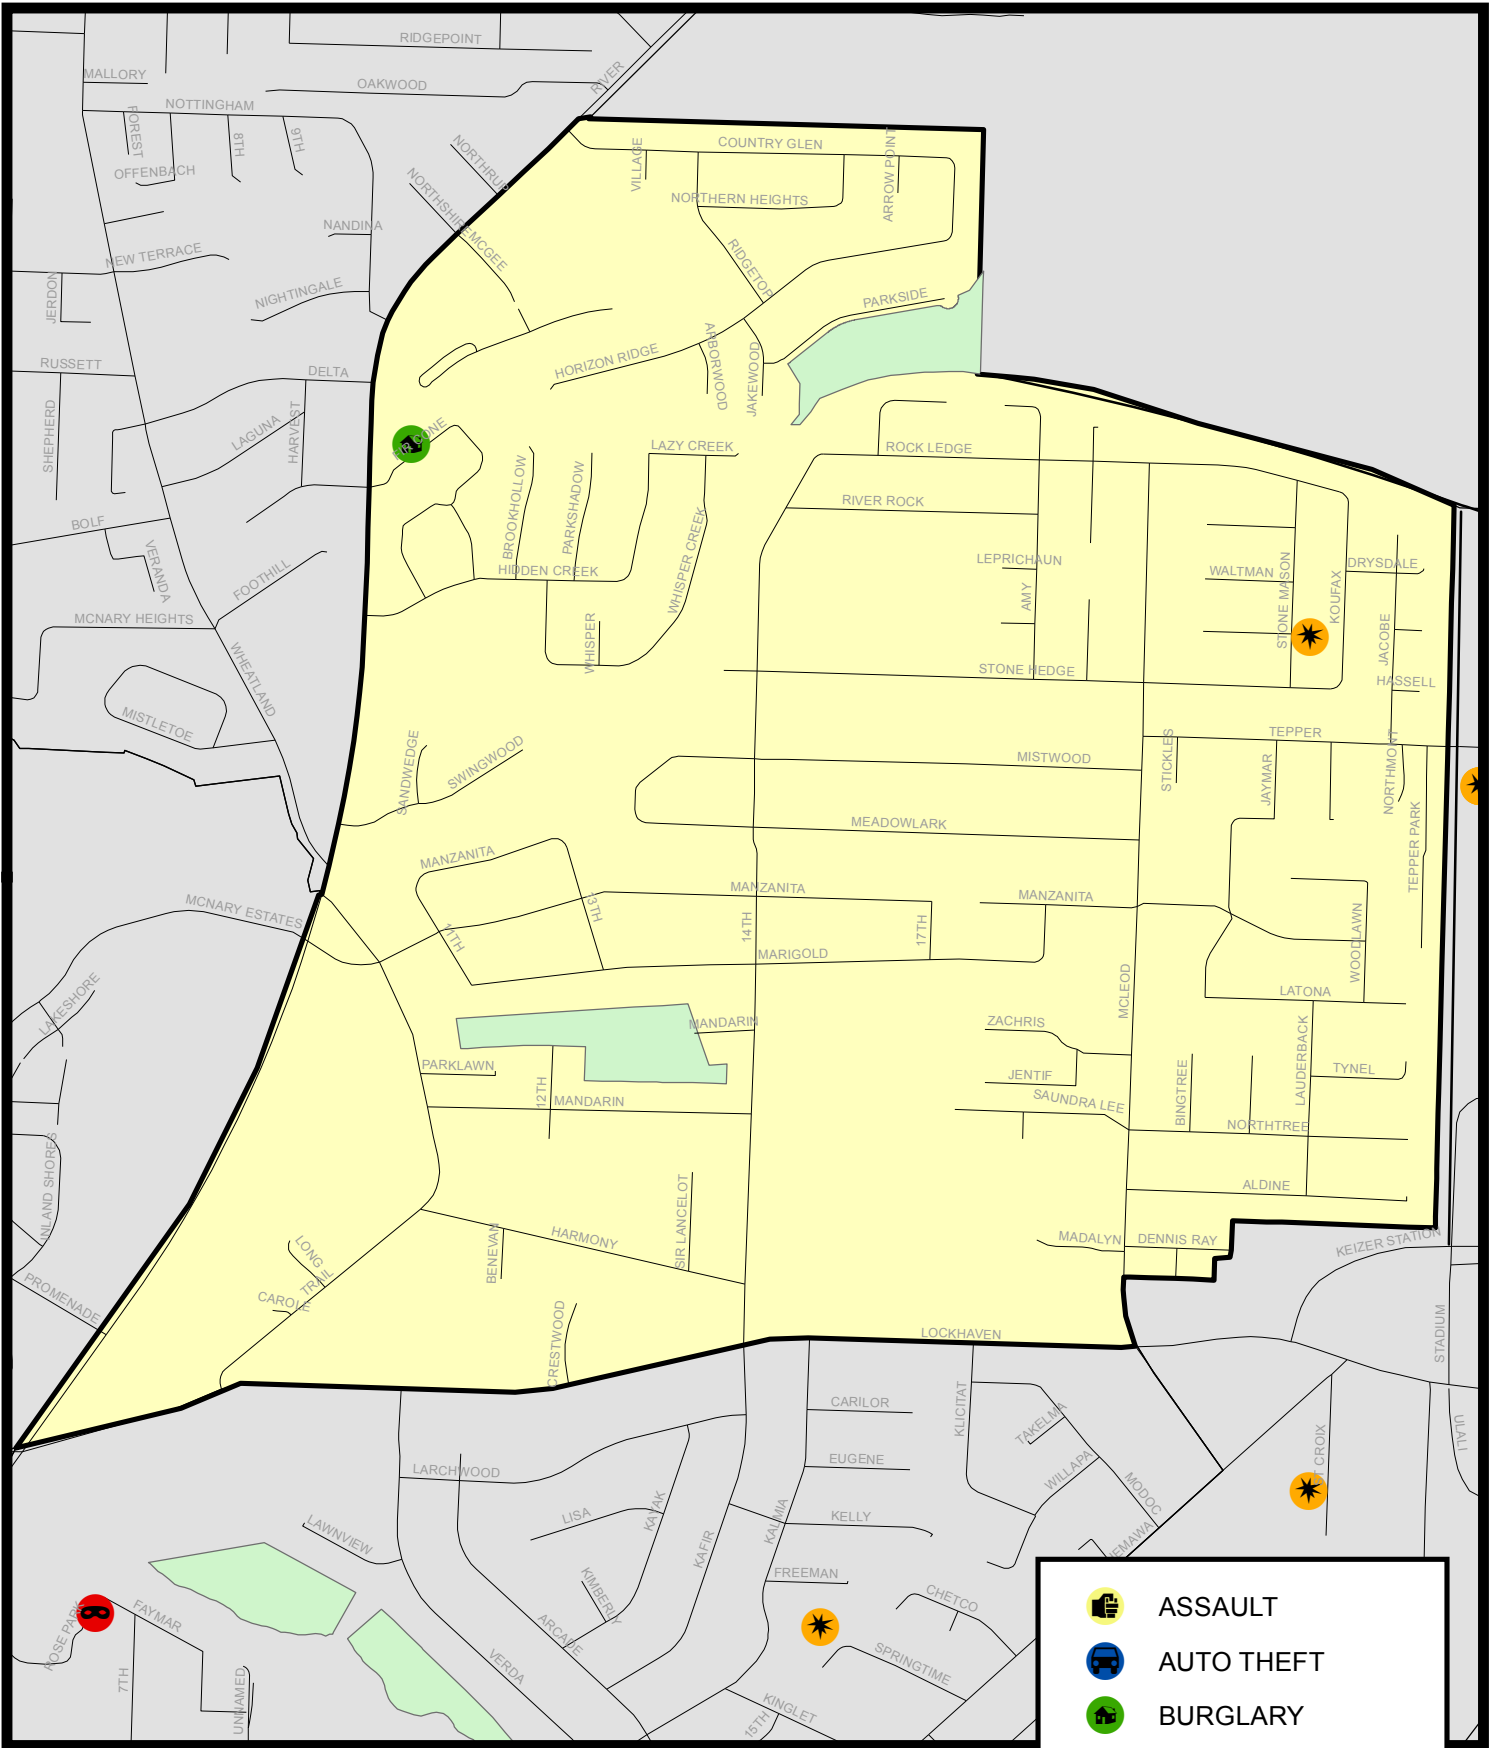 RIDGEPOINT
MALLORY
OAKWOOD
RIVER
NOTTINGHAM
FOREST
8TH
9TH
OFFENBACH
NORTHRUP
NORTHSHIRE
MCGEE
VILLAGE
COUNTRY GLEN
ARROW POINT
NORTHERN HEIGHTS
NANDINA
NEW TERRACE
JERDON
NIGHTINGALE
RIDGETOP
PARKSIDE
RUSSETT
DELTA
HORIZON RIDGE
ARBORWOOD
JAKEWOOD
SHEPHERD
LAGUNA
HARVEST
LAZY CREEK
ROCK LEDGE
BROOKHOLLOW
PARKSHADOW
RIVER ROCK
BOLF
VERANDA
FOOTHILL
HIDDEN CREEK
WHISPER CREEK
LEPRICHAUN
AMY
WALTMAN
STONE MASON
KOUFAX
DRYSDALE
JACOBE
MCNARY HEIGHTS
WHEATLAND
WHISPER
STONE HEDGE
HASSELL
MISTLETOE
SANDWEDGE
SWINGWOOD
MISTWOOD
STICKLES
TEPPER
JAYMAR
NORTHMONT
TEPPER PARK
MEADOWLARK
MANZANITA
MANZANITA
MANZANITA
MCNARY ESTATES
11TH
13TH
14TH
17TH
MARIGOLD
WOODLAWN
LAKESHORE
MCLEOD
LATONA
MANDARIN
ZACHRIS
LAUDERBACK
PARKLAWN
12TH
MANDARIN
JENTIF
SAUNDRA LEE
BINGTREE
TYNEL
NORTHTREE
INLAND SHORES
ALDINE
SIR LANCELOT
LONG
BENEVAN
HARMONY
MADALYN
DENNIS RAY
KEIZER STATION
PROMENADE
CAROLE
TRAIL
CRESTWOOD
LOCKHAVEN
STADIUM
CARILOR
KLICITAT
TAKELMA
ULALI
LARCHWOOD
EUGENE
WILLAPA
MODOC
LISA
KAYAK
KAFIR
KALMIA
KELLY
LAWNVIEW
KIMBERLY
FREEMAN
CHETCO
ROSE PARK
FAYMAR
7TH
UNNAMED
ARCADE
VERDA
SPRINGTIME
KINGLET
15TH
ASSAULT
AUTO THEFT
BURGLARY